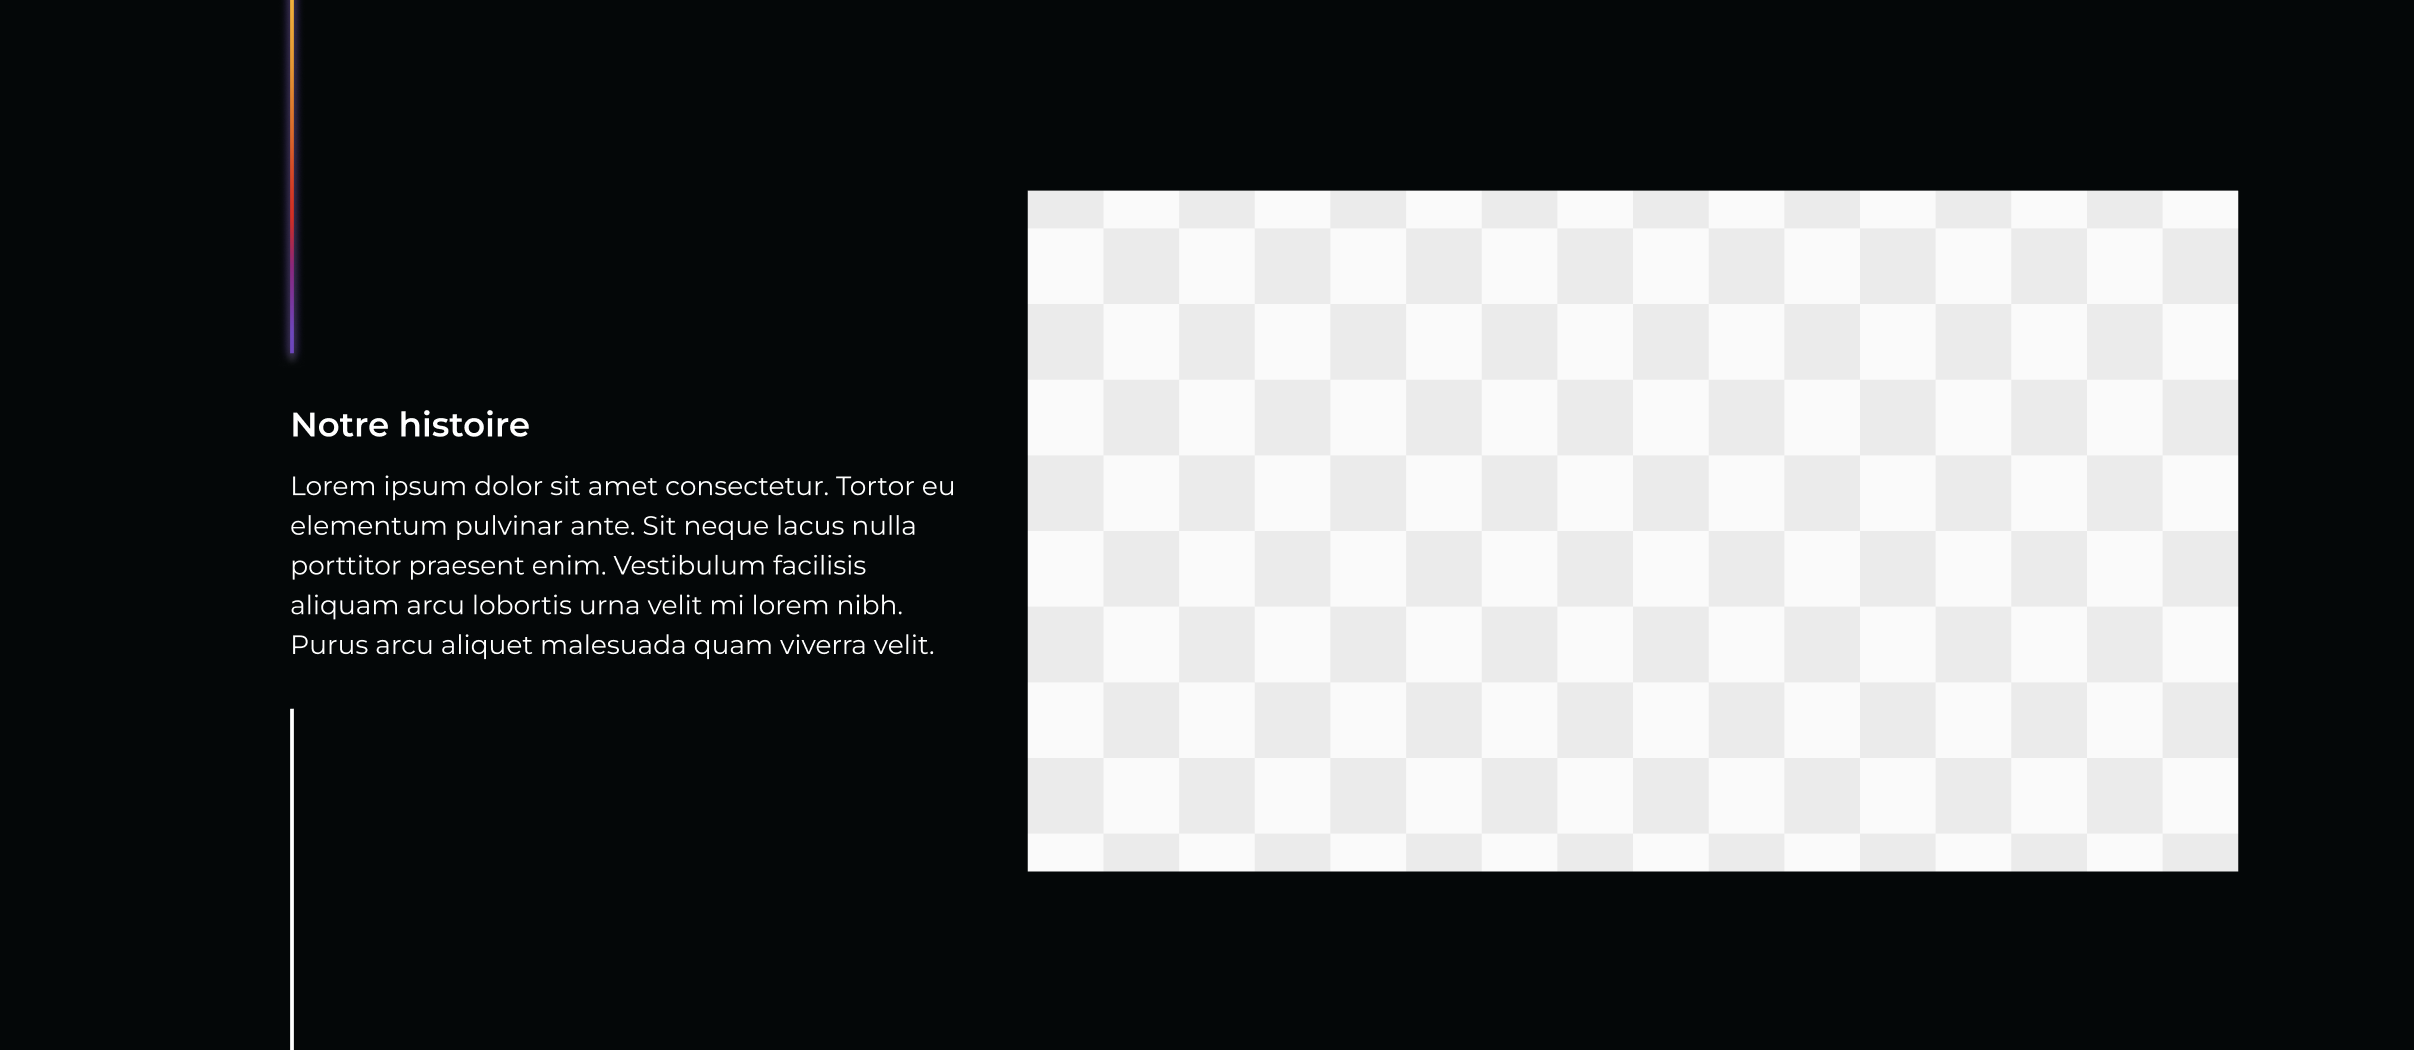 Notre histoire
Lorem ipsum dolor sit amet consectetur. Tortor eu
elementum pulvinar ante. Sit neque lacus nulla
porttitor praesent enim. Vestibulum facilisis
aliquam arcu lobortis urna velit mi lorem nibh.
Purus arcu aliquet malesuada quam viverra velit.